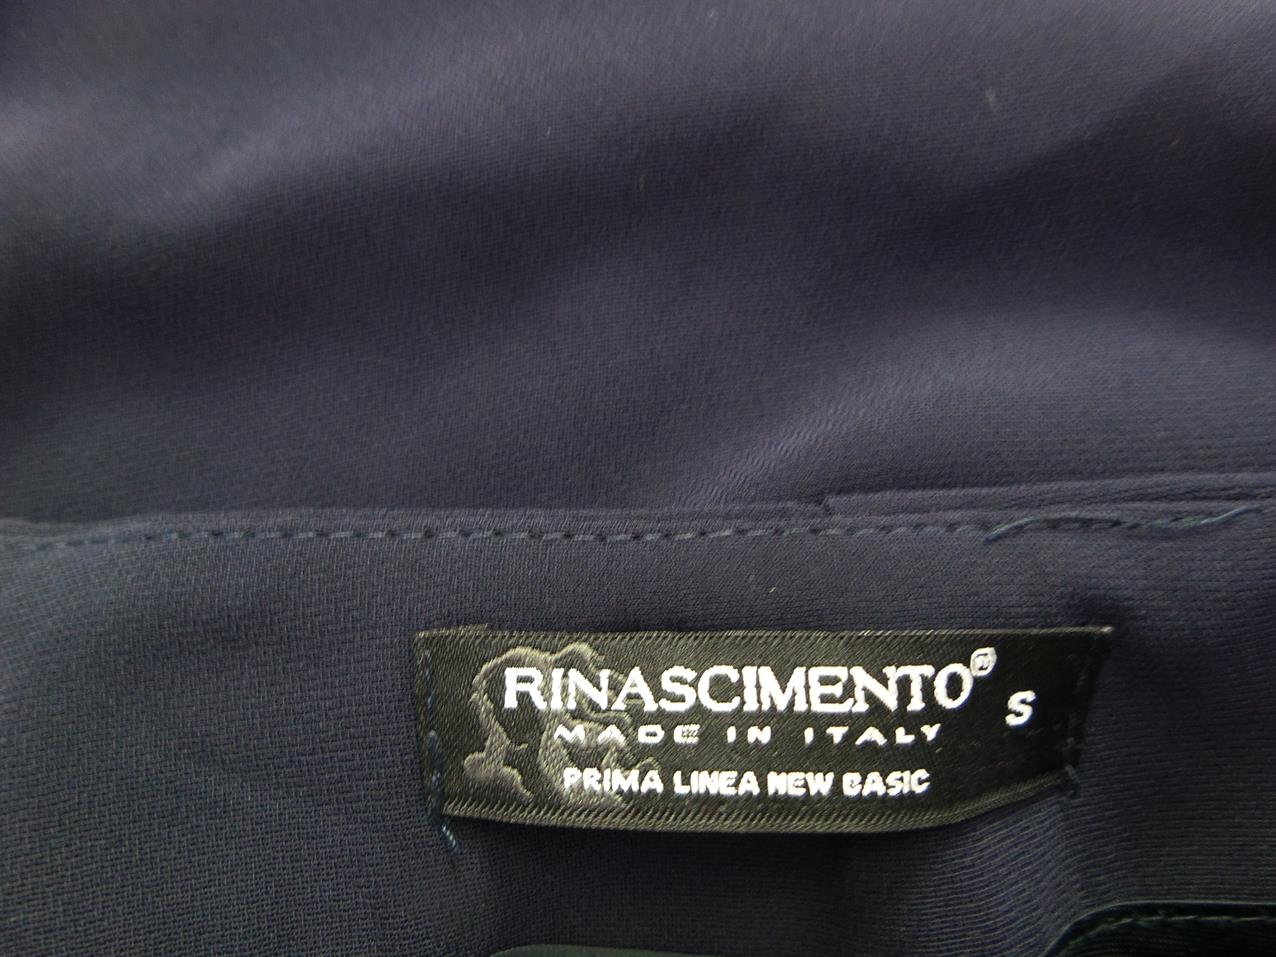 RINASCIMENTO® S
MADE IN ITALY
PRIMA LINEA NEW BASIC